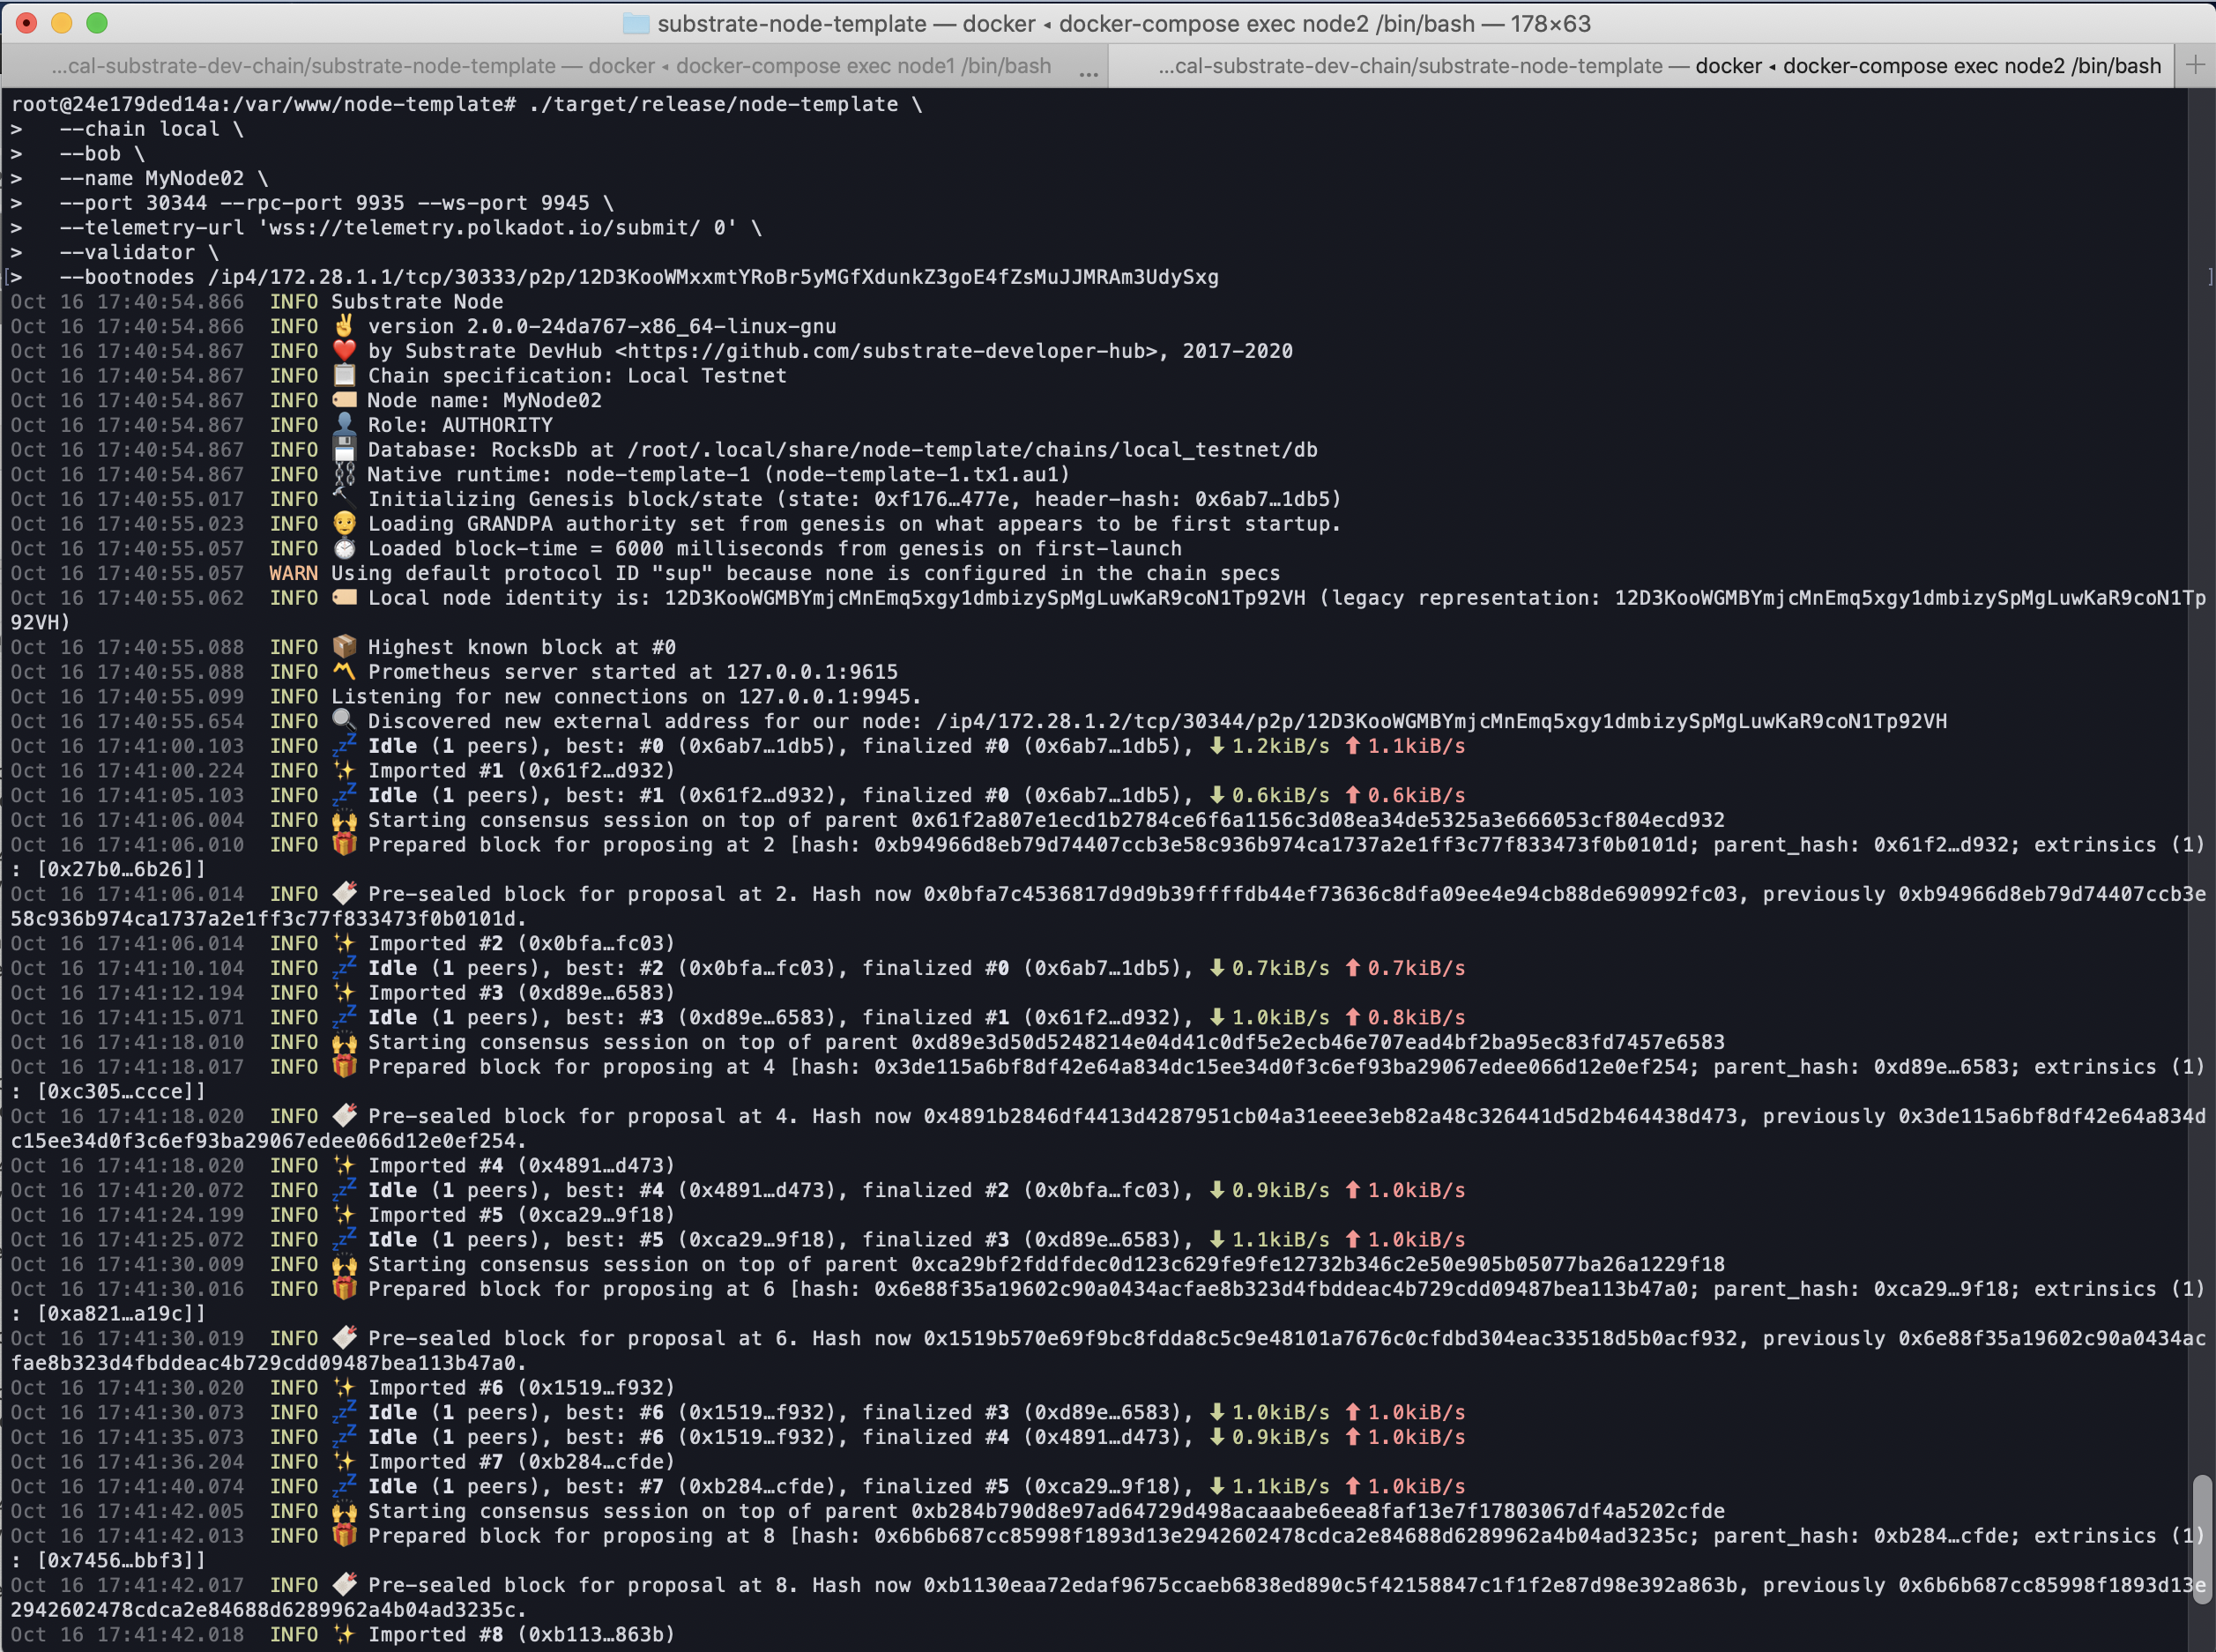 substrate-node-template — docker ◂ docker-compose exec node2 /bin/bash — 178×63
...cal-substrate-dev-chain/substrate-node-template — docker ◂ docker-compose exec node1 /bin/bash ...
...cal-substrate-dev-chain/substrate-node-template — docker ◂ docker-compose exec node2 /bin/bash +
root@24e179ded14a:/var/www/node-template# ./target/release/node-template \
>   --chain local \
>   --bob \
>   --name MyNode02 \
>   --port 30344 --rpc-port 9935 --ws-port 9945 \
>   --telemetry-url 'wss://telemetry.polkadot.io/submit/ 0' \
>   --validator \
[>   --bootnodes /ip4/172.28.1.1/tcp/30333/p2p/12D3KooWMxxmtYRoBr5yMGfXdunkZ3goE4fZsMuJJMRAm3UdySxg ]
Oct 16 17:40:54.866  INFO Substrate Node
Oct 16 17:40:54.866  INFO ✌️ version 2.0.0-24da767-x86_64-linux-gnu
Oct 16 17:40:54.867  INFO ❤️ by Substrate DevHub <https://github.com/substrate-developer-hub>, 2017-2020
Oct 16 17:40:54.867  INFO 📋 Chain specification: Local Testnet
Oct 16 17:40:54.867  INFO 🏷 Node name: MyNode02
Oct 16 17:40:54.867  INFO 👤 Role: AUTHORITY
Oct 16 17:40:54.867  INFO 💾 Database: RocksDb at /root/.local/share/node-template/chains/local_testnet/db
Oct 16 17:40:54.867  INFO ⛓ Native runtime: node-template-1 (node-template-1.tx1.au1)
Oct 16 17:40:55.017  INFO 🔨 Initializing Genesis block/state (state: 0xf176…477e, header-hash: 0x6ab7…1db5)
Oct 16 17:40:55.023  INFO 👴 Loading GRANDPA authority set from genesis on what appears to be first startup.
Oct 16 17:40:55.057  INFO ⏱ Loaded block-time = 6000 milliseconds from genesis on first-launch
Oct 16 17:40:55.057  WARN Using default protocol ID "sup" because none is configured in the chain specs
Oct 16 17:40:55.062  INFO 🏷 Local node identity is: 12D3KooWGMBYmjcMnEmq5xgy1dmbizySpMgLuwKaR9coN1Tp92VH (legacy representation: 12D3KooWGMBYmjcMnEmq5xgy1dmbizySpMgLuwKaR9coN1Tp
92VH)
Oct 16 17:40:55.088  INFO 📦 Highest known block at #0
Oct 16 17:40:55.088  INFO 〽️ Prometheus server started at 127.0.0.1:9615
Oct 16 17:40:55.099  INFO Listening for new connections on 127.0.0.1:9945.
Oct 16 17:40:55.654  INFO 🔍 Discovered new external address for our node: /ip4/172.28.1.2/tcp/30344/p2p/12D3KooWGMBYmjcMnEmq5xgy1dmbizySpMgLuwKaR9coN1Tp92VH
Oct 16 17:41:00.103  INFO 💤 Idle (1 peers), best: #0 (0x6ab7…1db5), finalized #0 (0x6ab7…1db5), ⬇ 1.2kiB/s ⬆ 1.1kiB/s
Oct 16 17:41:00.224  INFO ✨ Imported #1 (0x61f2…d932)
Oct 16 17:41:05.103  INFO 💤 Idle (1 peers), best: #1 (0x61f2…d932), finalized #0 (0x6ab7…1db5), ⬇ 0.6kiB/s ⬆ 0.6kiB/s
Oct 16 17:41:06.004  INFO 🙌 Starting consensus session on top of parent 0x61f2a807e1ecd1b2784ce6f6a1156c3d08ea34de5325a3e666053cf804ecd932
Oct 16 17:41:06.010  INFO 🎁 Prepared block for proposing at 2 [hash: 0xb94966d8eb79d74407ccb3e58c936b974ca1737a2e1ff3c77f833473f0b0101d; parent_hash: 0x61f2…d932; extrinsics (1)
: [0x27b0…6b26]]
Oct 16 17:41:06.014  INFO 🔖 Pre-sealed block for proposal at 2. Hash now 0x0bfa7c4536817d9d9b39ffffdb44ef73636c8dfa09ee4e94cb88de690992fc03, previously 0xb94966d8eb79d74407ccb3e
58c936b974ca1737a2e1ff3c77f833473f0b0101d.
Oct 16 17:41:06.014  INFO ✨ Imported #2 (0x0bfa…fc03)
Oct 16 17:41:10.104  INFO 💤 Idle (1 peers), best: #2 (0x0bfa…fc03), finalized #0 (0x6ab7…1db5), ⬇ 0.7kiB/s ⬆ 0.7kiB/s
Oct 16 17:41:12.194  INFO ✨ Imported #3 (0xd89e…6583)
Oct 16 17:41:15.071  INFO 💤 Idle (1 peers), best: #3 (0xd89e…6583), finalized #1 (0x61f2…d932), ⬇ 1.0kiB/s ⬆ 0.8kiB/s
Oct 16 17:41:18.010  INFO 🙌 Starting consensus session on top of parent 0xd89e3d50d5248214e04d41c0df5e2ecb46e707ead4bf2ba95ec83fd7457e6583
Oct 16 17:41:18.017  INFO 🎁 Prepared block for proposing at 4 [hash: 0x3de115a6bf8df42e64a834dc15ee34d0f3c6ef93ba29067edee066d12e0ef254; parent_hash: 0xd89e…6583; extrinsics (1)
: [0xc305…ccce]]
Oct 16 17:41:18.020  INFO 🔖 Pre-sealed block for proposal at 4. Hash now 0x4891b2846df4413d4287951cb04a31eeee3eb82a48c326441d5d2b464438d473, previously 0x3de115a6bf8df42e64a834d
c15ee34d0f3c6ef93ba29067edee066d12e0ef254.
Oct 16 17:41:18.020  INFO ✨ Imported #4 (0x4891…d473)
Oct 16 17:41:20.072  INFO 💤 Idle (1 peers), best: #4 (0x4891…d473), finalized #2 (0x0bfa…fc03), ⬇ 0.9kiB/s ⬆ 1.0kiB/s
Oct 16 17:41:24.199  INFO ✨ Imported #5 (0xca29…9f18)
Oct 16 17:41:25.072  INFO 💤 Idle (1 peers), best: #5 (0xca29…9f18), finalized #3 (0xd89e…6583), ⬇ 1.1kiB/s ⬆ 1.0kiB/s
Oct 16 17:41:30.009  INFO 🙌 Starting consensus session on top of parent 0xca29bf2fddfdec0d123c629fe9fe12732b346c2e50e905b05077ba26a1229f18
Oct 16 17:41:30.016  INFO 🎁 Prepared block for proposing at 6 [hash: 0x6e88f35a19602c90a0434acfae8b323d4fbddeac4b729cdd09487bea113b47a0; parent_hash: 0xca29…9f18; extrinsics (1)
: [0xa821…a19c]]
Oct 16 17:41:30.019  INFO 🔖 Pre-sealed block for proposal at 6. Hash now 0x1519b570e69f9bc8fdda8c5c9e48101a7676c0cfdbd304eac33518d5b0acf932, previously 0x6e88f35a19602c90a0434ac
fae8b323d4fbddeac4b729cdd09487bea113b47a0.
Oct 16 17:41:30.020  INFO ✨ Imported #6 (0x1519…f932)
Oct 16 17:41:30.073  INFO 💤 Idle (1 peers), best: #6 (0x1519…f932), finalized #3 (0xd89e…6583), ⬇ 1.0kiB/s ⬆ 1.0kiB/s
Oct 16 17:41:35.073  INFO 💤 Idle (1 peers), best: #6 (0x1519…f932), finalized #4 (0x4891…d473), ⬇ 0.9kiB/s ⬆ 1.0kiB/s
Oct 16 17:41:36.204  INFO ✨ Imported #7 (0xb284…cfde)
Oct 16 17:41:40.074  INFO 💤 Idle (1 peers), best: #7 (0xb284…cfde), finalized #5 (0xca29…9f18), ⬇ 1.1kiB/s ⬆ 1.0kiB/s
Oct 16 17:41:42.005  INFO 🙌 Starting consensus session on top of parent 0xb284b790d8e97ad64729d498acaaabe6eea8faf13e7f17803067df4a5202cfde
Oct 16 17:41:42.013  INFO 🎁 Prepared block for proposing at 8 [hash: 0x6b6b687cc85998f1893d13e2942602478cdca2e84688d6289962a4b04ad3235c; parent_hash: 0xb284…cfde; extrinsics (1)
: [0x7456…bbf3]]
Oct 16 17:41:42.017  INFO 🔖 Pre-sealed block for proposal at 8. Hash now 0xb1130eaa72edaf9675ccaeb6838ed890c5f42158847c1f1f2e87d98e392a863b, previously 0x6b6b687cc85998f1893d13e
2942602478cdca2e84688d6289962a4b04ad3235c.
Oct 16 17:41:42.018  INFO ✨ Imported #8 (0xb113…863b)